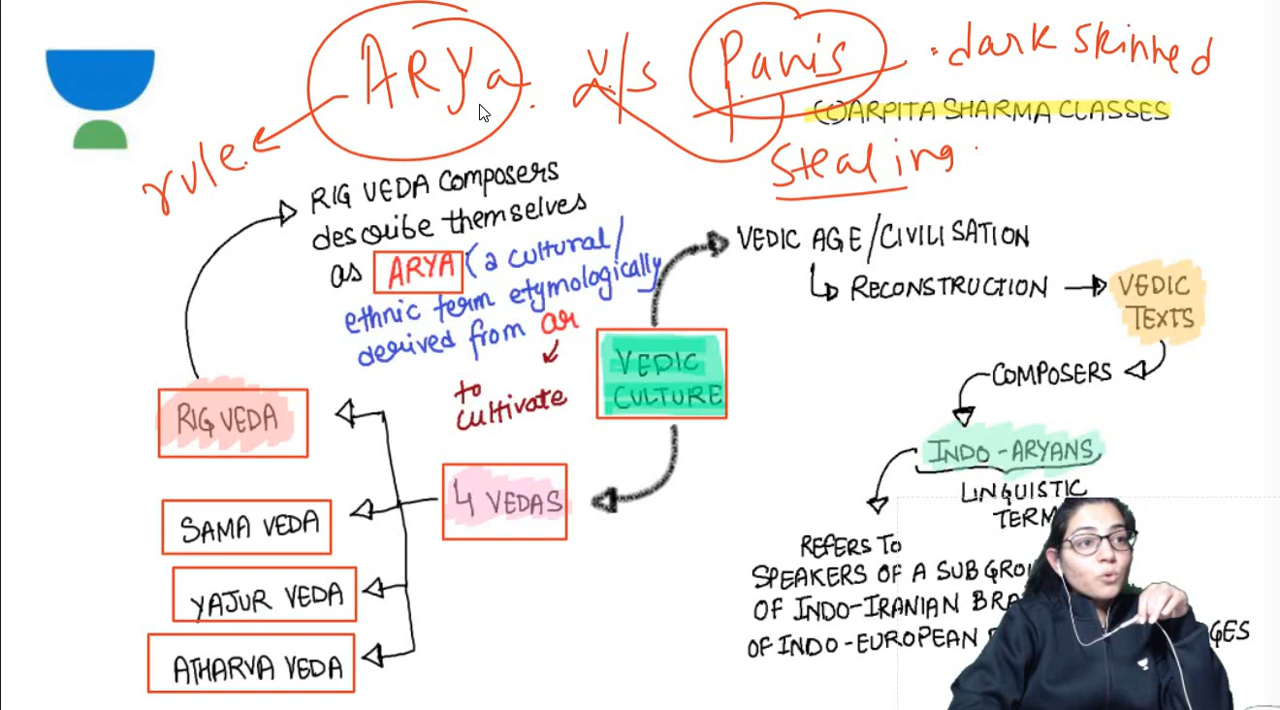 ARYa v/s Panis . dark skinned
(C)ARPITA SHARMA CLASSES
rule
Stealing.
RIG VEDA COMPOSERS
describe themselves
as ARYA (a cultural/
ethnic term etymologically
derived from ar
to
cultivate
VEDIC AGE/CIVILISATION
RECONSTRUCTION
VEDIC
TEXTS
COMPOSERS
VEDIC
CULTURE
INDO-ARYANS
LINGUISTIC
TERM
REFERS TO
SPEAKERS OF A
OF INDO-IRANIAN
OF INDO-EUROPEAN
RIG VEDA
4 VEDAS
SAMA VEDA
YAJUR VEDA
ATHARVA VEDA